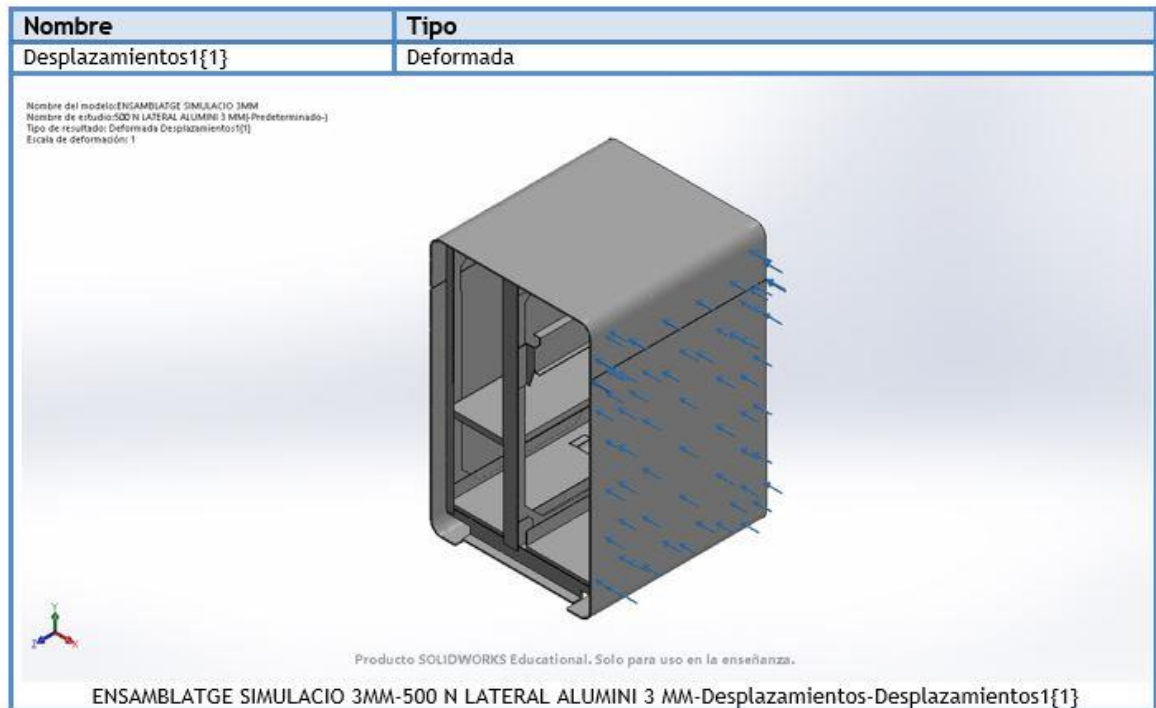 Nombre Tipo
Desplazamientos1{1} Deformada
Nombre del modelo:ENSAMBLATGE SIMULACIO 3MM
Nombre de estudio:500 N LATERAL ALUMINI 3 MM(-Predeterminado-)
Tipo de resultado: Deformada Desplazamientos1{1}
Escala de deformación: 1
Y
Z X
Producto SOLIDWORKS Educational. Solo para uso en la enseñanza.
ENSAMBLATGE SIMULACIO 3MM-500 N LATERAL ALUMINI 3 MM-Desplazamientos-Desplazamientos1{1}